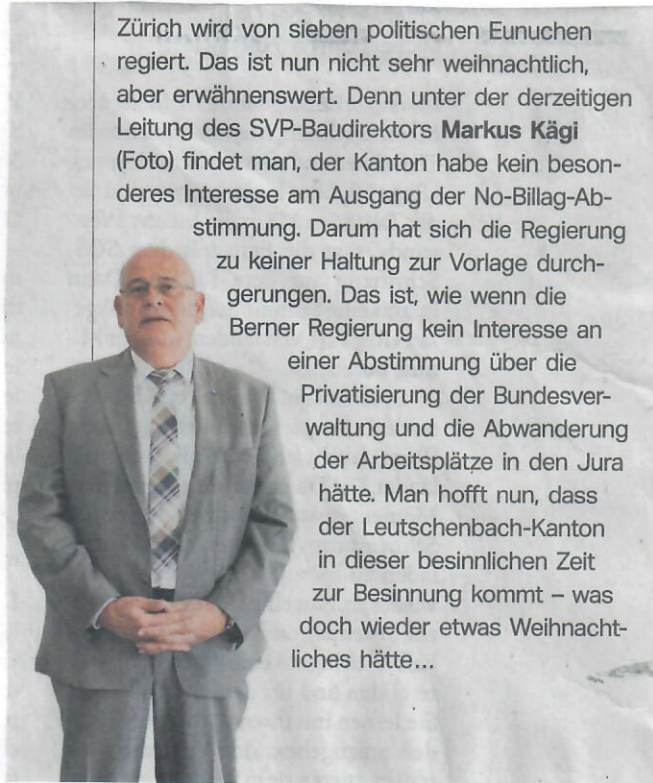 Zürich wird von sieben politischen Eunuchen
regiert. Das ist nun nicht sehr weihnachtlich,
aber erwähnenswert. Denn unter der derzeitigen
Leitung des SVP-Baudirektors Markus Kägi
(Foto) findet man, der Kanton habe kein beson-
deres Interesse am Ausgang der No-Billag-Ab-
stimmung. Darum hat sich die Regierung
zu keiner Haltung zur Vorlage durch-
gerungen. Das ist, wie wenn die
Berner Regierung kein Interesse an
einer Abstimmung über die
Privatisierung der Bundesver-
waltung und die Abwanderung
der Arbeitsplätze in den Jura
hätte. Man hofft nun, dass
der Leutschenbach-Kanton
in dieser besinnlichen Zeit
zur Besinnung kommt – was
doch wieder etwas Weihnacht-
liches hätte...